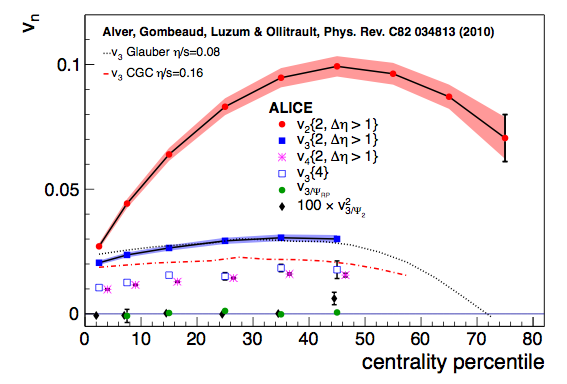 vₙ
Alver, Gombeaud, Luzum & Ollitrault, Phys. Rev. C82 034813 (2010)
v₃ Glauber η/s=0.08
v₃ CGC η/s=0.16
0.1
ALICE
v₂{2, Δη > 1}
v₃{2, Δη > 1}
v₄{2, Δη > 1}
v₃{4}
v₃/Ψ_RP
100 × v²₃/Ψ₂
0.05
0
0 10 20 30 40 50 60 70 80
centrality percentile